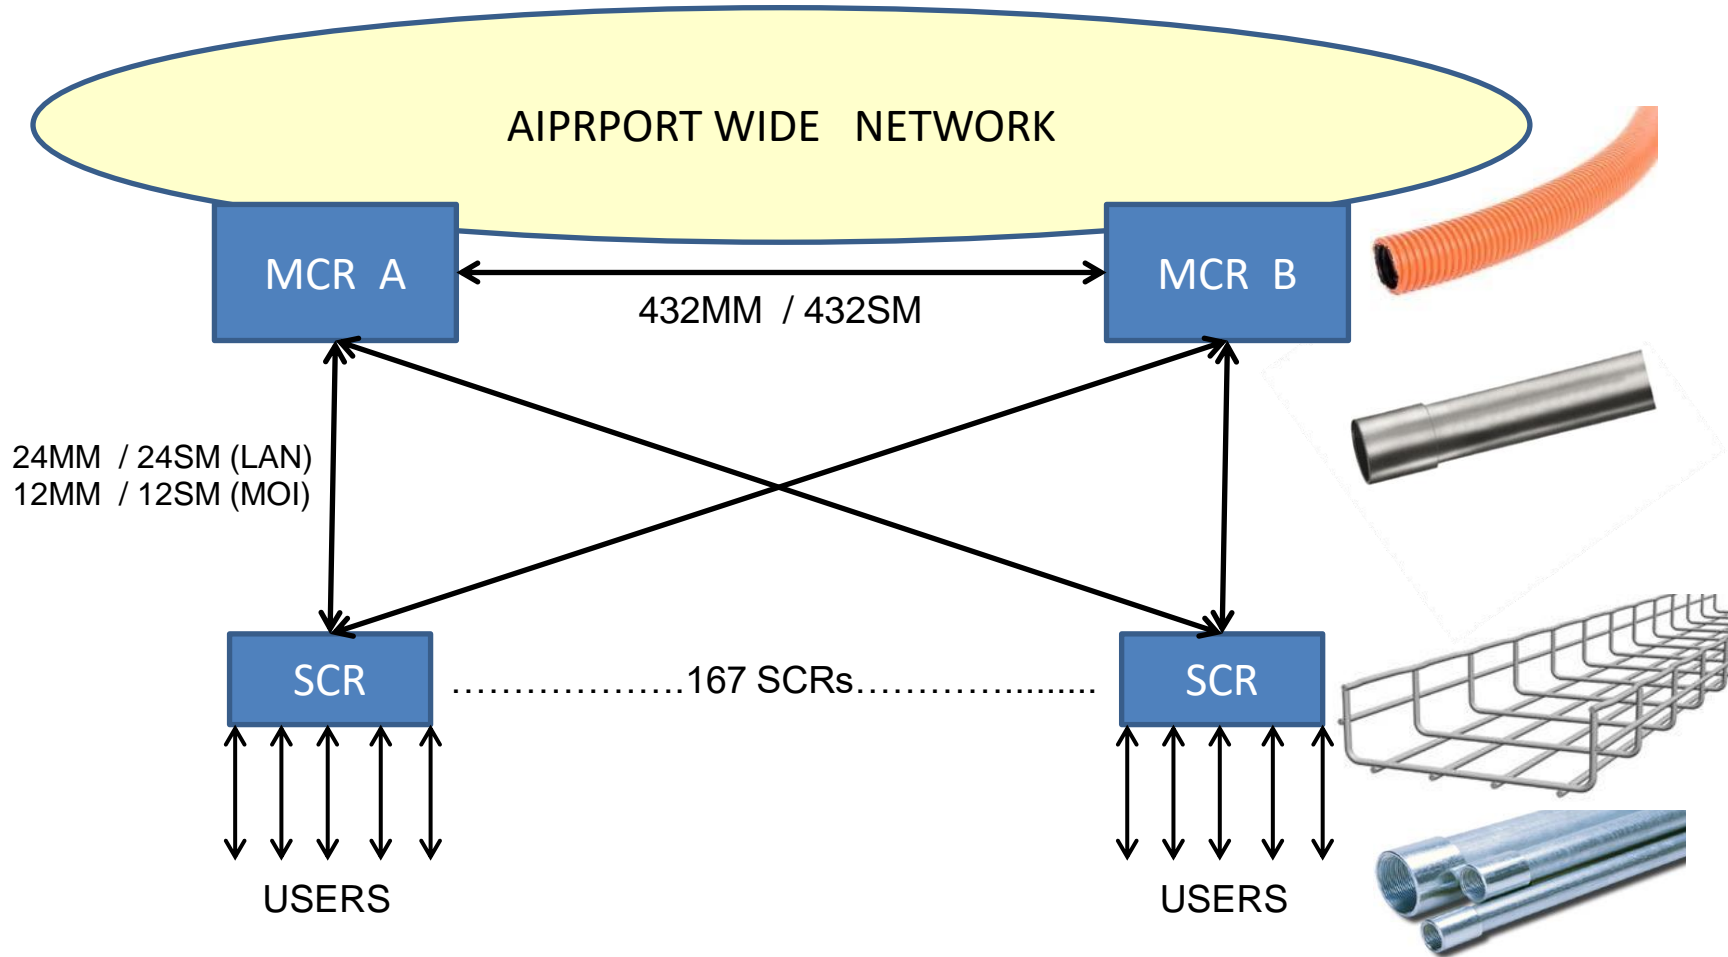 AIPRPORT WIDE NETWORK
MCR A
MCR B
432MM / 432SM
24MM / 24SM (LAN)
12MM / 12SM (MOI)
SCR
...................167 SCRs.....................
SCR
USERS
USERS